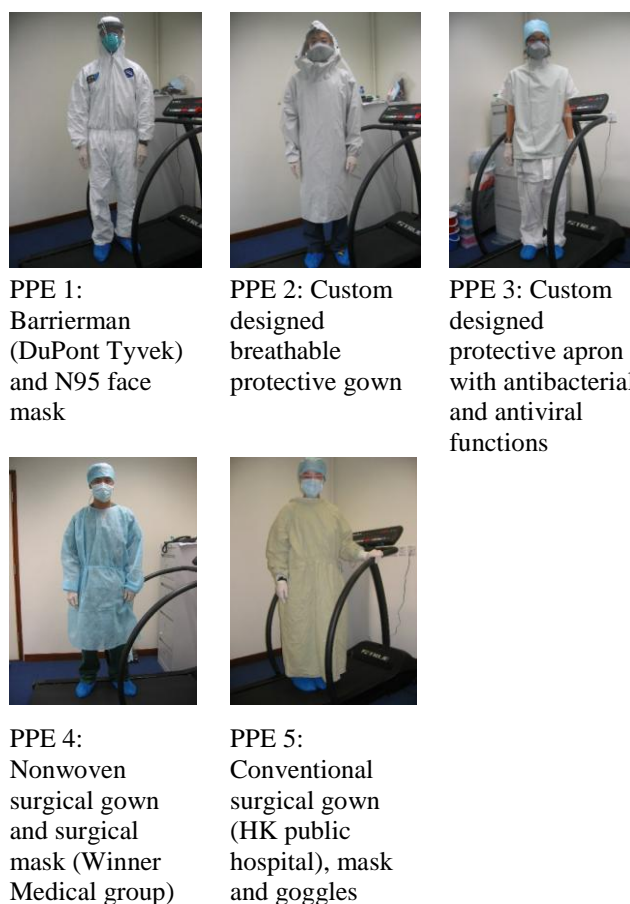 PPE 1:
Barrierman
(DuPont Tyvek)
and N95 face
mask
PPE 2: Custom
designed
breathable
protective gown
PPE 3: Custom
designed
protective apron
with antibacterial
and antiviral
functions
PPE 4:
Nonwoven
surgical gown
and surgical
mask (Winner
Medical group)
PPE 5:
Conventional
surgical gown
(HK public
hospital), mask
and goggles